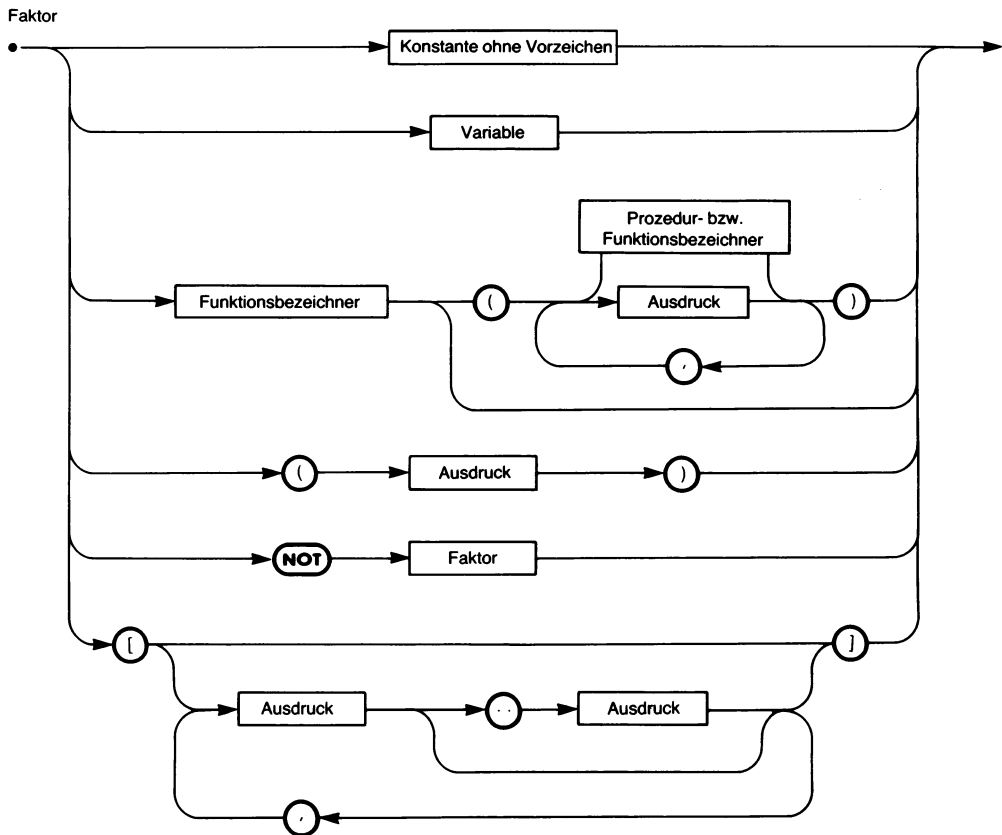 Faktor
Konstante ohne Vorzeichen
Variable
Prozedur- bzw.
Funktionsbezeichner
Funktionsbezeichner
(
Ausdruck
)
,
(
Ausdruck
)
NOT
Faktor
[
]
Ausdruck
..
Ausdruck
,